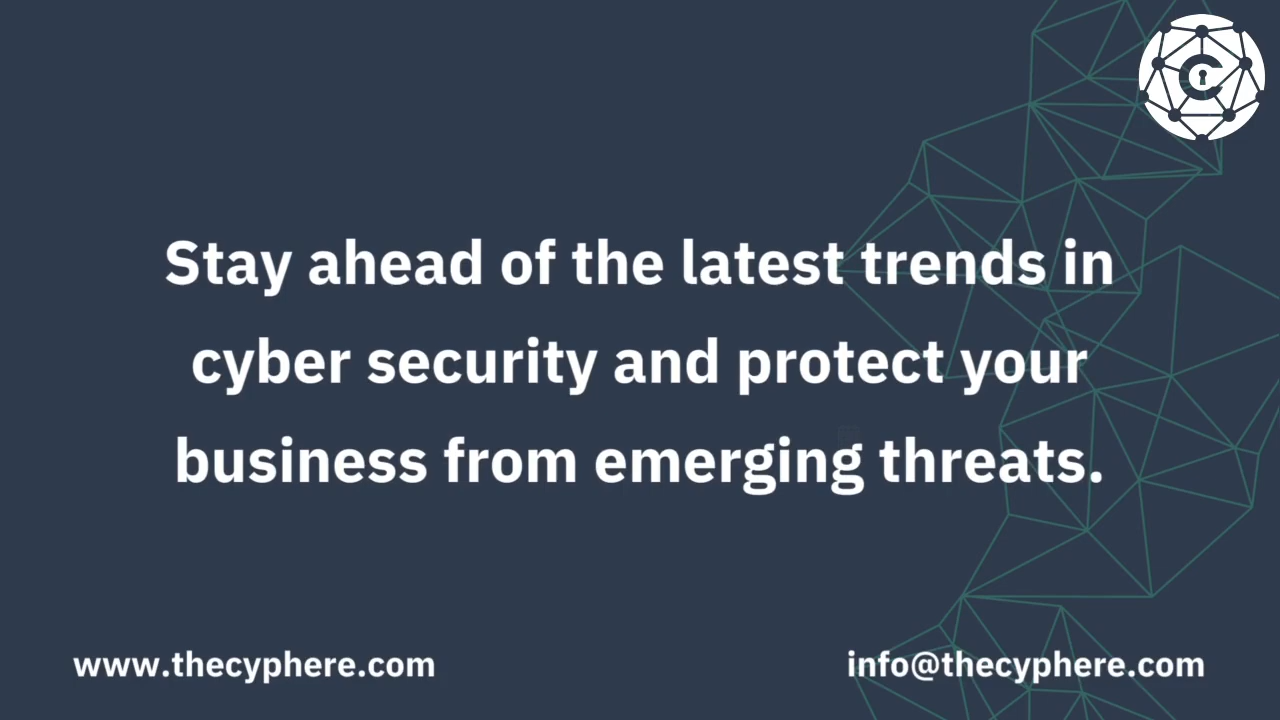 Stay ahead of the latest trends in
cyber security and protect your
business from emerging threats.
www.thecyphere.com
info@thecyphere.com